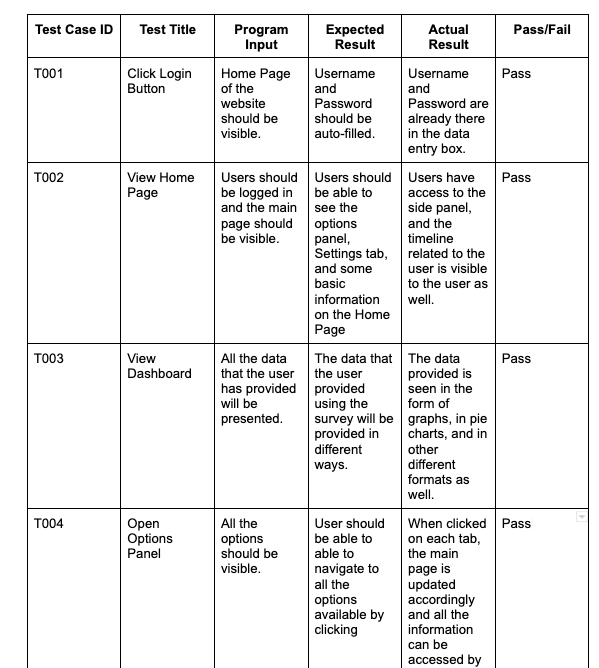 Test Case ID Test Title Program Input Expected Result Actual Result Pass/Fail
T001
Click Login
Button
Home Page
of the
website
should be
visible.
Username
and
Password
should be
auto-filled.
Username
and
Password are
already there
in the data
entry box.
Pass
T002
View Home
Page
Users should
be logged in
and the main
page should
be visible.
Users should
be able to
see the
options
panel,
Settings tab,
and some
basic
information
on the Home
Page
Users have
access to the
side panel,
and the
timeline
related to the
user is visible
to the user as
well.
Pass
T003
View
Dashboard
All the data
that the user
has provided
will be
presented.
The data that
the user
provided
using the
survey will be
provided in
different
ways.
The data
provided is
seen in the
form of
graphs, in pie
charts, and in
other
different
formats as
well.
Pass
T004
Open
Options
Panel
All the
options
should be
visible.
User should
be able to
able to
navigate to
all the
options
available by
clicking
When clicked
on each tab,
the main
page is
updated
accordingly
and all the
information
can be
accessed by
Pass